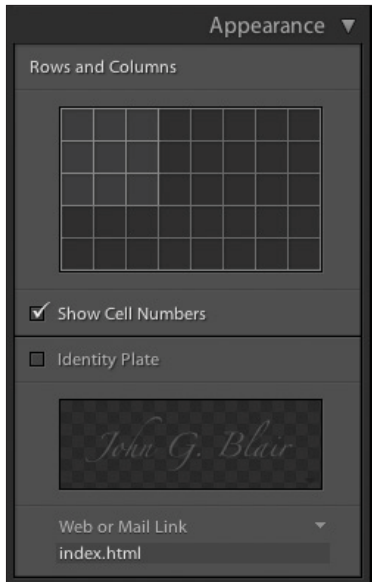 Appearance
Rows and Columns
Show Cell Numbers
Identity Plate
John G. Blair
Web or Mail Link
index.html